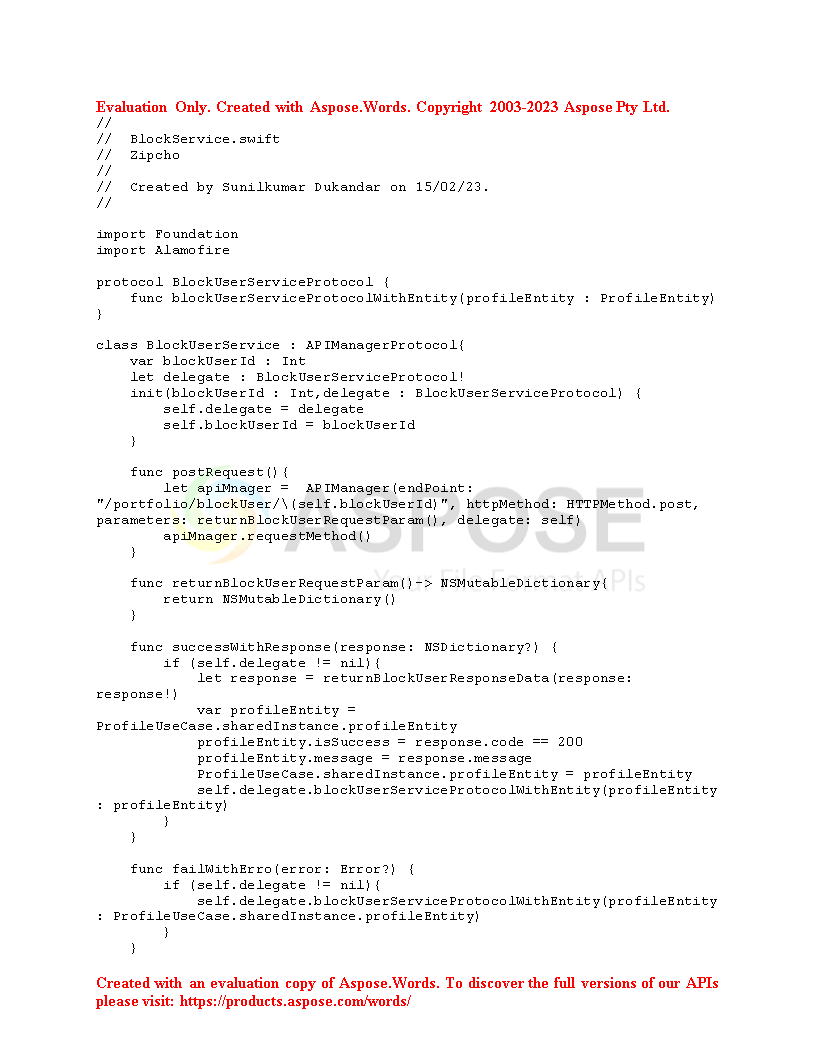 Evaluation Only. Created with Aspose.Words. Copyright 2003-2023 Aspose Pty Ltd.
//
//  BlockService.swift
//  Zipcho
//
//  Created by Sunilkumar Dukandar on 15/02/23.
//
import Foundation
import Alamofire
protocol BlockUserServiceProtocol {
    func blockUserServiceProtocolWithEntity(profileEntity : ProfileEntity)
}
class BlockUserService : APIManagerProtocol{
    var blockUserId : Int
    let delegate : BlockUserServiceProtocol!
    init(blockUserId : Int,delegate : BlockUserServiceProtocol) {
        self.delegate = delegate
        self.blockUserId = blockUserId
    }
    func postRequest(){
        let apiMnager =  APIManager(endPoint:
"/portfolio/blockUser/\(self.blockUserId)", httpMethod: HTTPMethod.post,
parameters: returnBlockUserRequestParam(), delegate: self)
        apiMnager.requestMethod()
    }
ASPOSE
Your File Format APIs
    func returnBlockUserRequestParam()-> NSMutableDictionary{
        return NSMutableDictionary()
    }
    func successWithResponse(response: NSDictionary?) {
        if (self.delegate != nil){
            let response = returnBlockUserResponseData(response:
response!)
            var profileEntity =
ProfileUseCase.sharedInstance.profileEntity
            profileEntity.isSuccess = response.code == 200
            profileEntity.message = response.message
            ProfileUseCase.sharedInstance.profileEntity = profileEntity
            self.delegate.blockUserServiceProtocolWithEntity(profileEntity
: profileEntity)
        }
    }
    func failWithErro(error: Error?) {
        if (self.delegate != nil){
            self.delegate.blockUserServiceProtocolWithEntity(profileEntity
: ProfileUseCase.sharedInstance.profileEntity)
        }
    }
Created with an evaluation copy of Aspose.Words. To discover the full versions of our APIs
please visit: https://products.aspose.com/words/